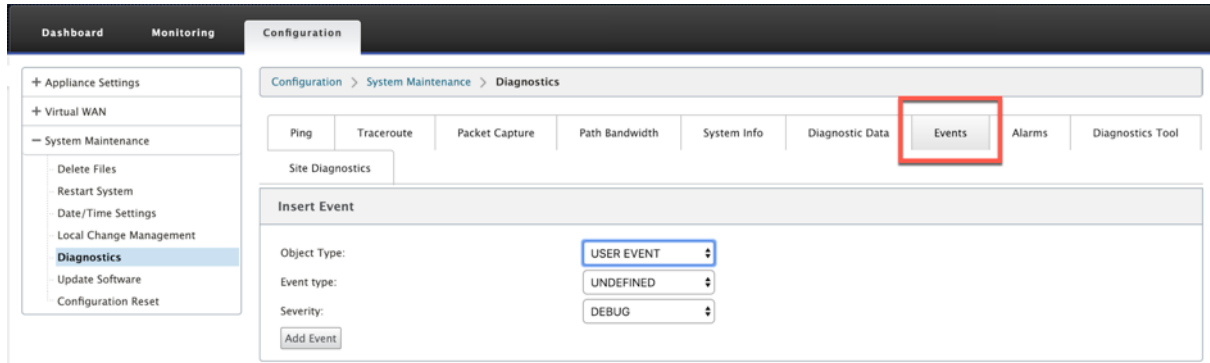 Dashboard Monitoring Configuration
+ Appliance Settings
+ Virtual WAN
− System Maintenance
Delete Files
Restart System
Date/Time Settings
Local Change Management
Diagnostics
Update Software
Configuration Reset
Configuration > System Maintenance > Diagnostics
Ping Traceroute Packet Capture Path Bandwidth System Info Diagnostic Data Events Alarms Diagnostics Tool
Site Diagnostics
Insert Event
Object Type: USER EVENT
Event type: UNDEFINED
Severity: DEBUG
Add Event